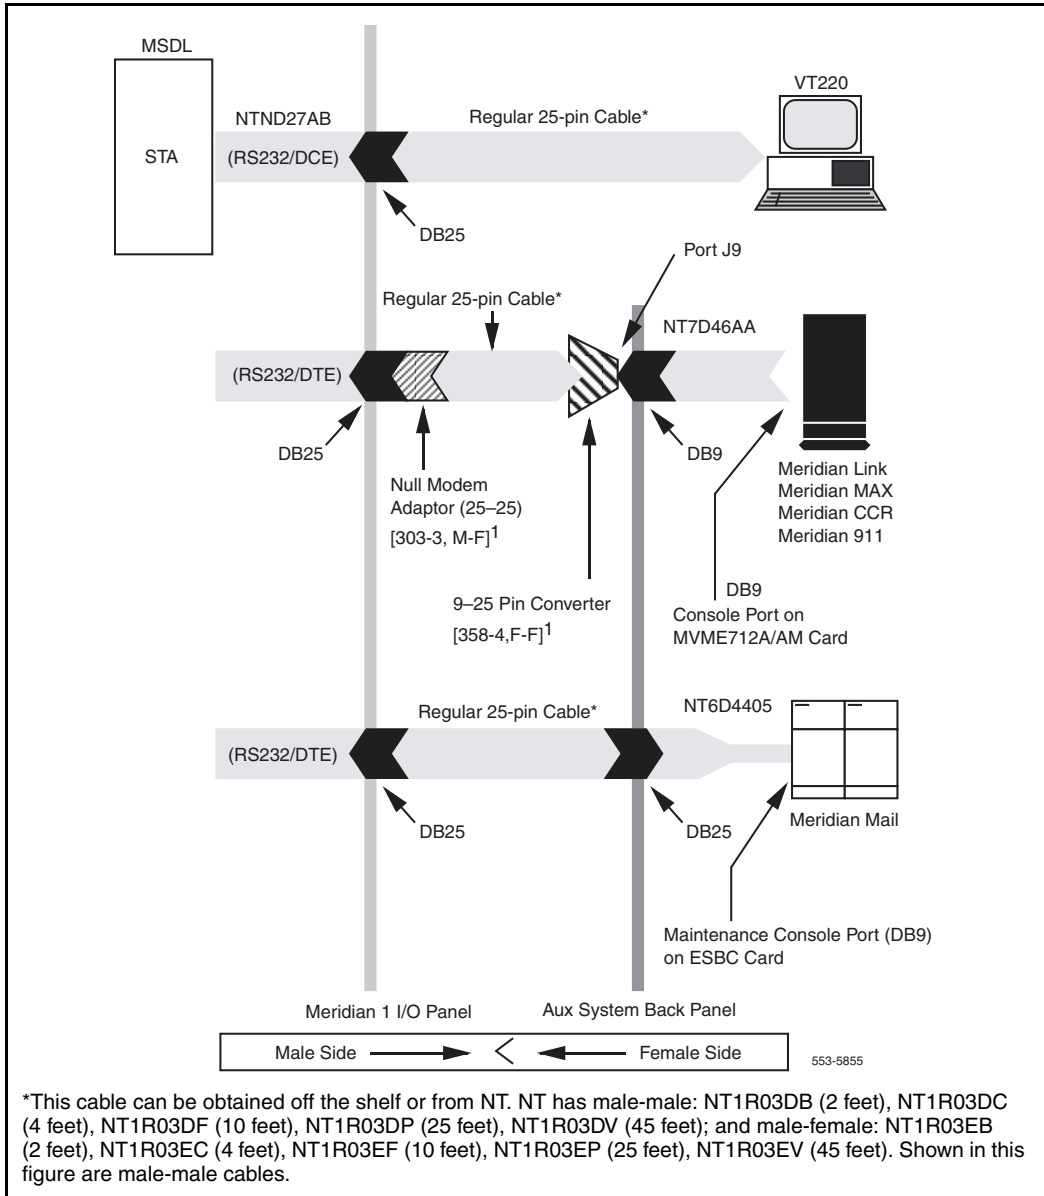 MSDL
STA
NTND27AB
(RS232/DCE)
Regular 25-pin Cable*
VT220
DB25
Port J9
Regular 25-pin Cable*
NT7D46AA
(RS232/DTE)
DB25
DB9
Null Modem
Adaptor (25–25)
[303-3, M-F]1
Meridian Link
Meridian MAX
Meridian CCR
Meridian 911
9–25 Pin Converter
[358-4,F-F]1
DB9
Console Port on
MVME712A/AM Card
Regular 25-pin Cable*
NT6D4405
(RS232/DTE)
DB25
DB25
Meridian Mail
Maintenance Console Port (DB9)
on ESBC Card
Meridian 1 I/O Panel
Aux System Back Panel
Male Side
Female Side
553-5855
*This cable can be obtained off the shelf or from NT. NT has male-male: NT1R03DB (2 feet), NT1R03DC
(4 feet), NT1R03DF (10 feet), NT1R03DP (25 feet), NT1R03DV (45 feet); and male-female: NT1R03EB
(2 feet), NT1R03EC (4 feet), NT1R03EF (10 feet), NT1R03EP (25 feet), NT1R03EV (45 feet). Shown in this
figure are male-male cables.